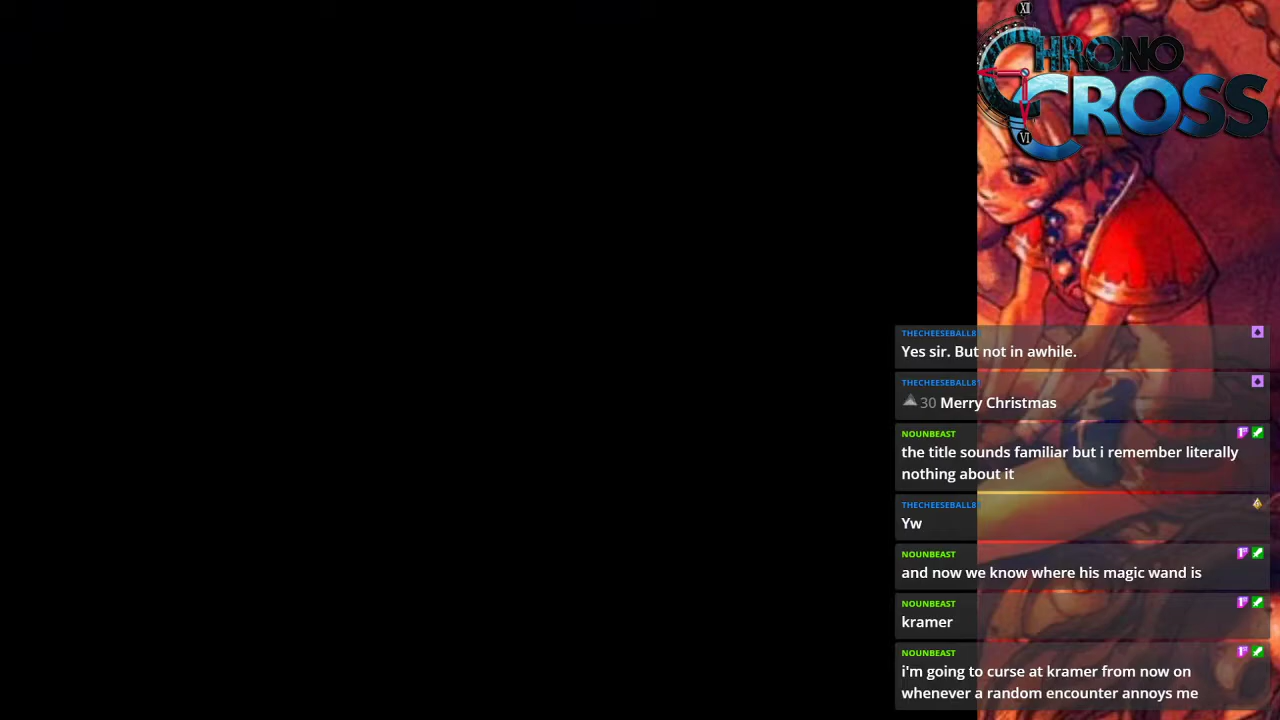 XII
CHRONO
CROSS
VI
THECHEESEBALL8
Yes sir. But not in awhile.
THECHEESEBALL81
30 Merry Christmas
NOUNBEAST
the title sounds familiar but i remember literally
nothing about it
THECHEESEBALL8
Yw
NOUNBEAST
and now we know where his magic wand is
NOUNBEAST
kramer
NOUNBEAST
i'm going to curse at kramer from now on
whenever a random encounter annoys me